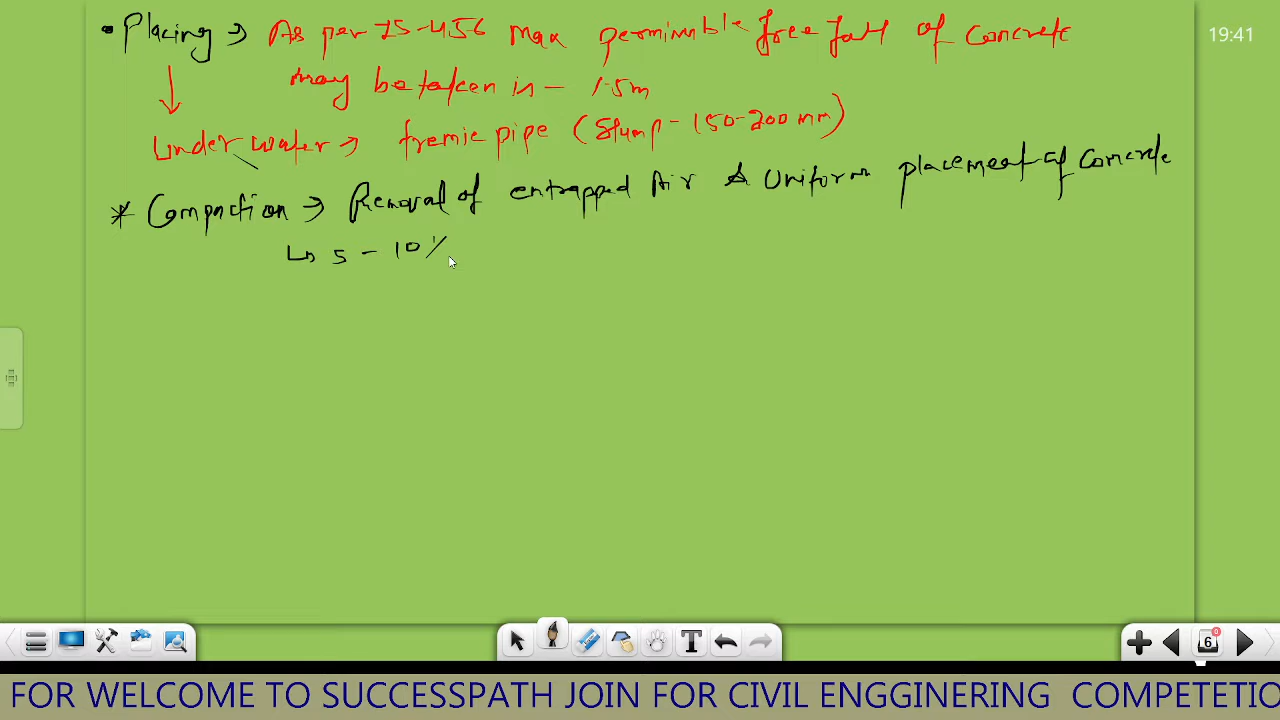 19:41
• Placing → As per IS-456 max permissible free fall of concrete
may be taken is - 1.5m
Under water → tremie pipe (Slump - 150-200 mm)
* Compaction → Removal of entrapped Air & Uniform placement of concrete
↳ 5 - 10%
T
6
FOR WELCOME TO SUCCESSPATH JOIN FOR CIVIL ENGGINERING COMPETETIO